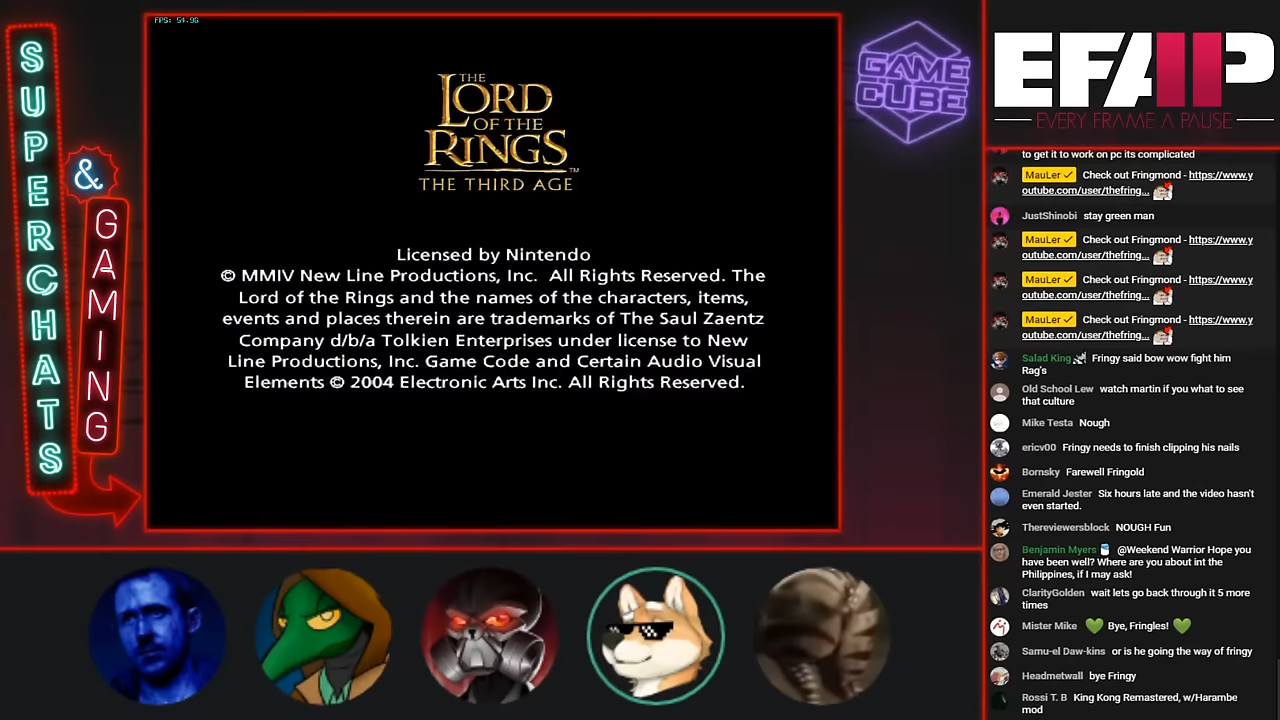 FPS: 54.96
SUPERCHATS
&
GAMING
THE
LORD
OF THE
RINGS™
THE THIRD AGE
Licensed by Nintendo
© MMIV New Line Productions, Inc. All Rights Reserved. The
Lord of the Rings and the names of the characters, items,
events and places therein are trademarks of The Saul Zaentz
Company d/b/a Tolkien Enterprises under license to New
Line Productions, Inc. Game Code and Certain Audio Visual
Elements © 2004 Electronic Arts Inc. All Rights Reserved.
GAME
CUBE
EFAP
EVERY FRAME A PAUSE
to get it to work on pc its complicated
MauLer ✓ Check out Fringmond - https://www.y
outube.com/user/thefring...
JustShinobi stay green man
MauLer ✓ Check out Fringmond - https://www.y
outube.com/user/thefring...
MauLer ✓ Check out Fringmond - https://www.y
outube.com/user/thefring...
MauLer ✓ Check out Fringmond - https://www.y
outube.com/user/thefring...
Salad King Fringy said bow wow fight him
Rag's
Old School Lew watch martin if you what to see
that culture
Mike Testa Nough
ericv00 Fringy needs to finish clipping his nails
Bornsky Farewell Fringold
Emerald Jester Six hours late and the video hasn't
even started.
Thereviewersblock NOUGH Fun
Benjamin Myers @Weekend Warrior Hope you
have been well? Where are you about int the
Philippines, if I may ask!
ClarityGolden wait lets go back through it 5 more
times
Mister Mike 💚 Bye, Fringles! 💚
Samu-el Daw-kins or is he going the way of fringy
Headmetwall bye Fringy
Rossi T. B King Kong Remastered, w/Harambe
mod